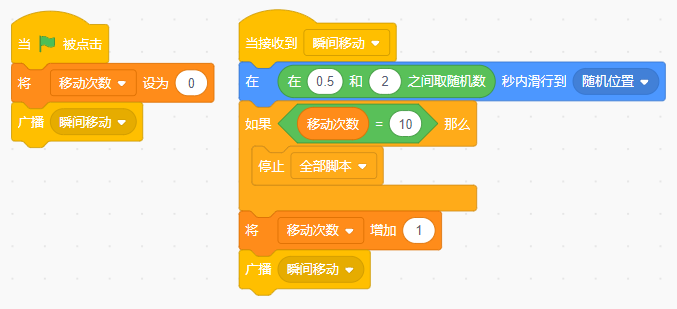 当 被点击
将 移动次数 设为 0
广播 瞬间移动
当接收到 瞬间移动
在 在 0.5 和 2 之间取随机数 秒内滑行到 随机位置
如果 移动次数 = 10 那么
停止 全部脚本
将 移动次数 增加 1
广播 瞬间移动